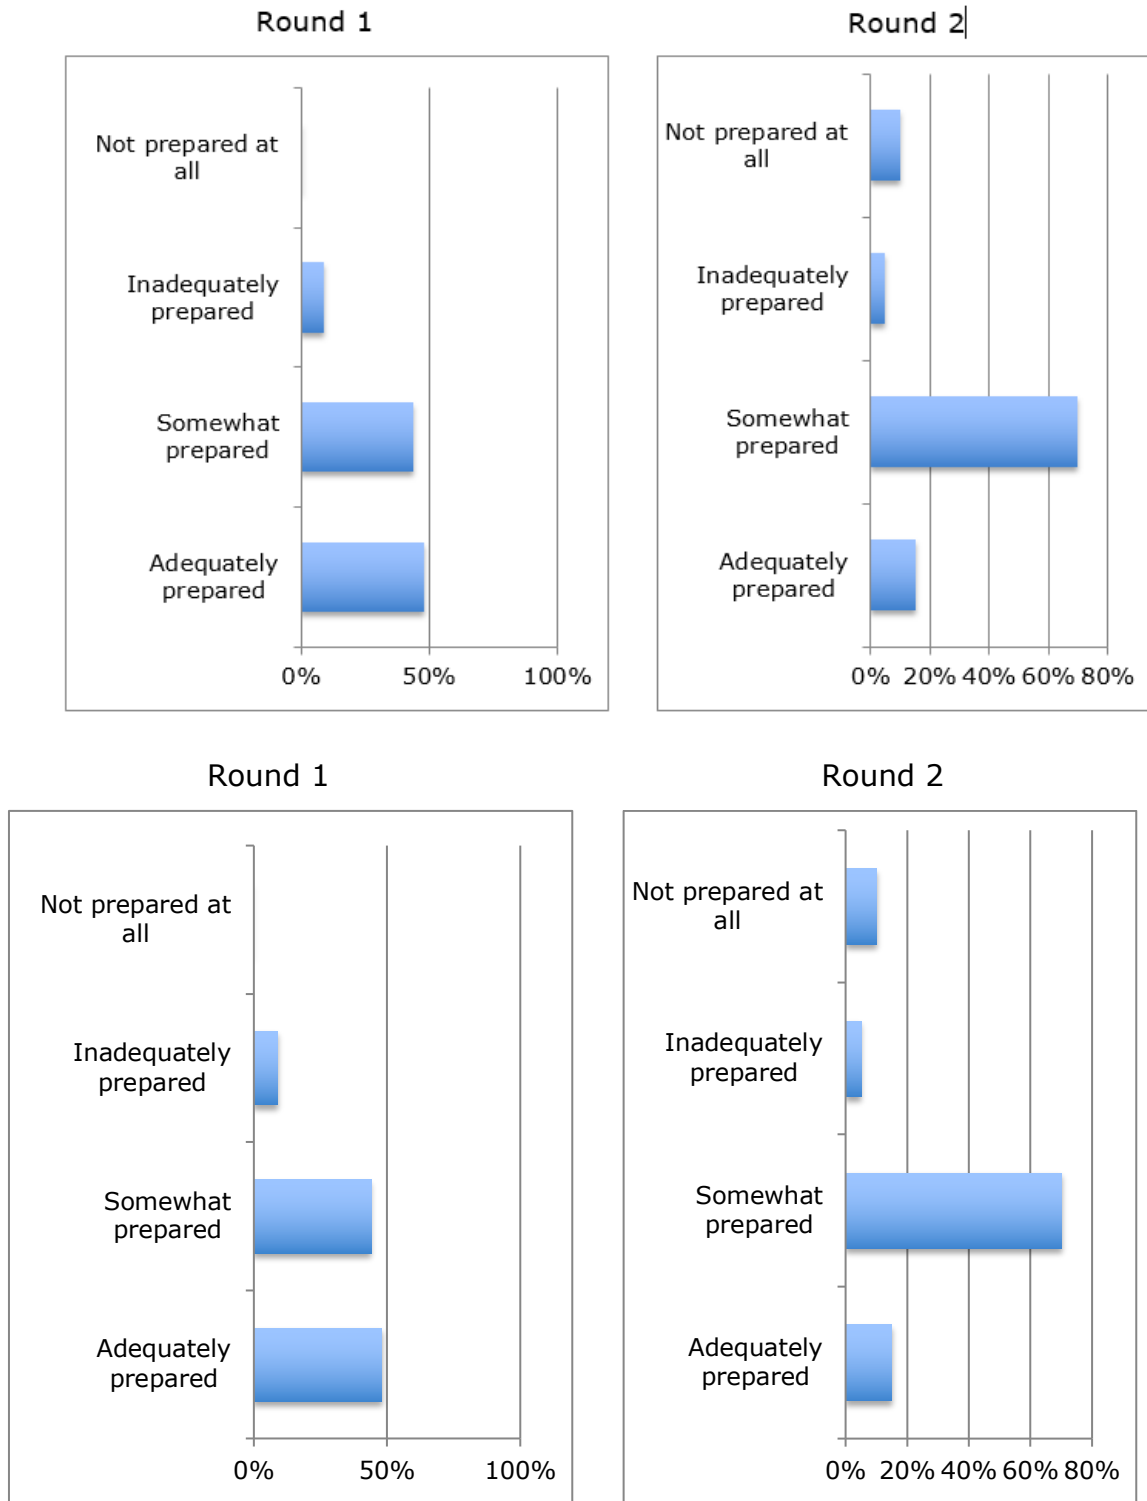 Round 1
Not prepared at
all
Inadequately
prepared
Somewhat
prepared
Adequately
prepared
0% 50% 100%
Round 2
Not prepared at
all
Inadequately
prepared
Somewhat
prepared
Adequately
prepared
0% 20% 40% 60% 80%
Round 1
Not prepared at
all
Inadequately
prepared
Somewhat
prepared
Adequately
prepared
0% 50% 100%
Round 2
Not prepared at
all
Inadequately
prepared
Somewhat
prepared
Adequately
prepared
0% 20% 40% 60% 80%